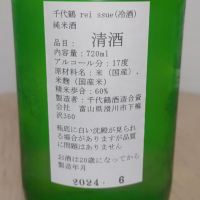 千代鶴 rei ssue(冷酒)
純米酒
品目: 清酒
内容量:720ml
アルコール分:17度
原材料名:米(国産)、
米麹(国産米)
精米歩合:60%
製造者:千代鶴酒造合資
会社 富山県滑川市下梅
沢360
瓶底に白い沈殿が見られ
る場合がありますが品質
に問題はありません
お酒は20歳になってから
製造年月
2024. 6